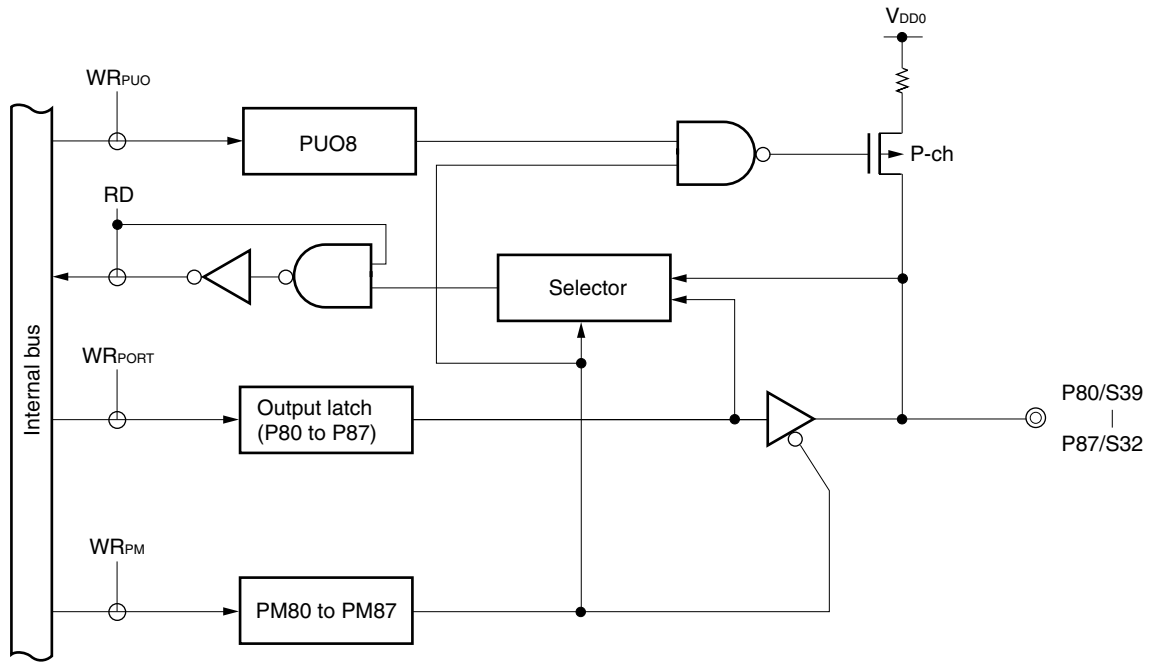 VDD0
WRPUO
PUO8
P-ch
RD
Selector
Internal bus
WRPORT
Output latch
(P80 to P87)
P80/S39
P87/S32
WRPM
PM80 to PM87